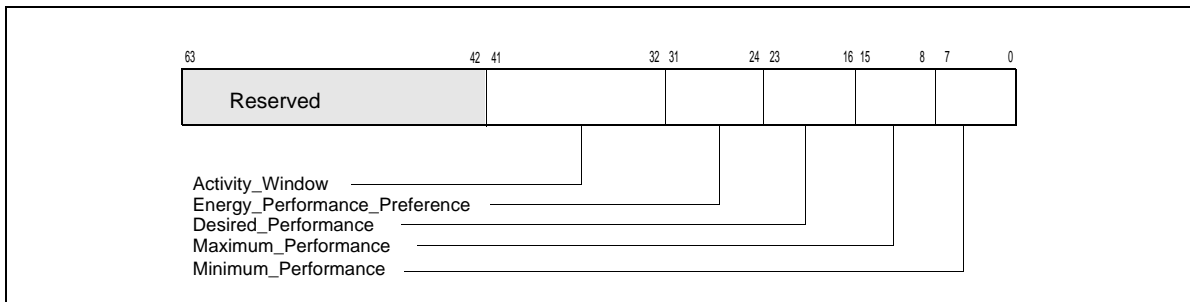 63 42 41 32 31 24 23 16 15 8 7 0
Reserved
Activity_Window
Energy_Performance_Preference
Desired_Performance
Maximum_Performance
Minimum_Performance